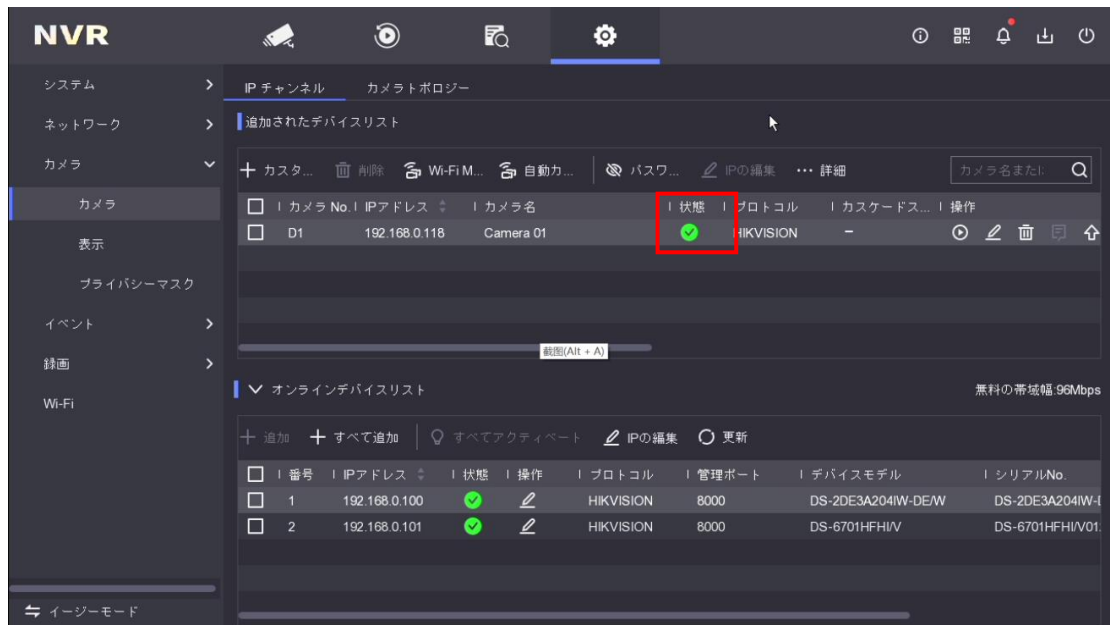 NVR
システム
ネットワーク
カメラ
カメラ
表示
プライバシーマスク
イベント
録画
Wi-Fi
イージーモード
IP チャンネル カメラトポロジー
追加されたデバイスリスト
カスタ... 削除 Wi-Fi M... 自動カ... パスワ... IPの編集 ••• 詳細 カメラ名または
カメラ No. IPアドレス カメラ名 状態 プロトコル カスケードス... 操作
D1 192.168.0.118 Camera 01 HIKVISION −
截图(Alt + A)
オンラインデバイスリスト 無料の帯域幅:96Mbps
追加 すべて追加 すべてアクティベート IPの編集 更新
番号 IPアドレス 状態 操作 プロトコル 管理ポート デバイスモデル シリアルNo.
1 192.168.0.100 HIKVISION 8000 DS-2DE3A204IW-DE/W DS-2DE3A204IW-
2 192.168.0.101 HIKVISION 8000 DS-6701HFHI/V DS-6701HFHI/V01